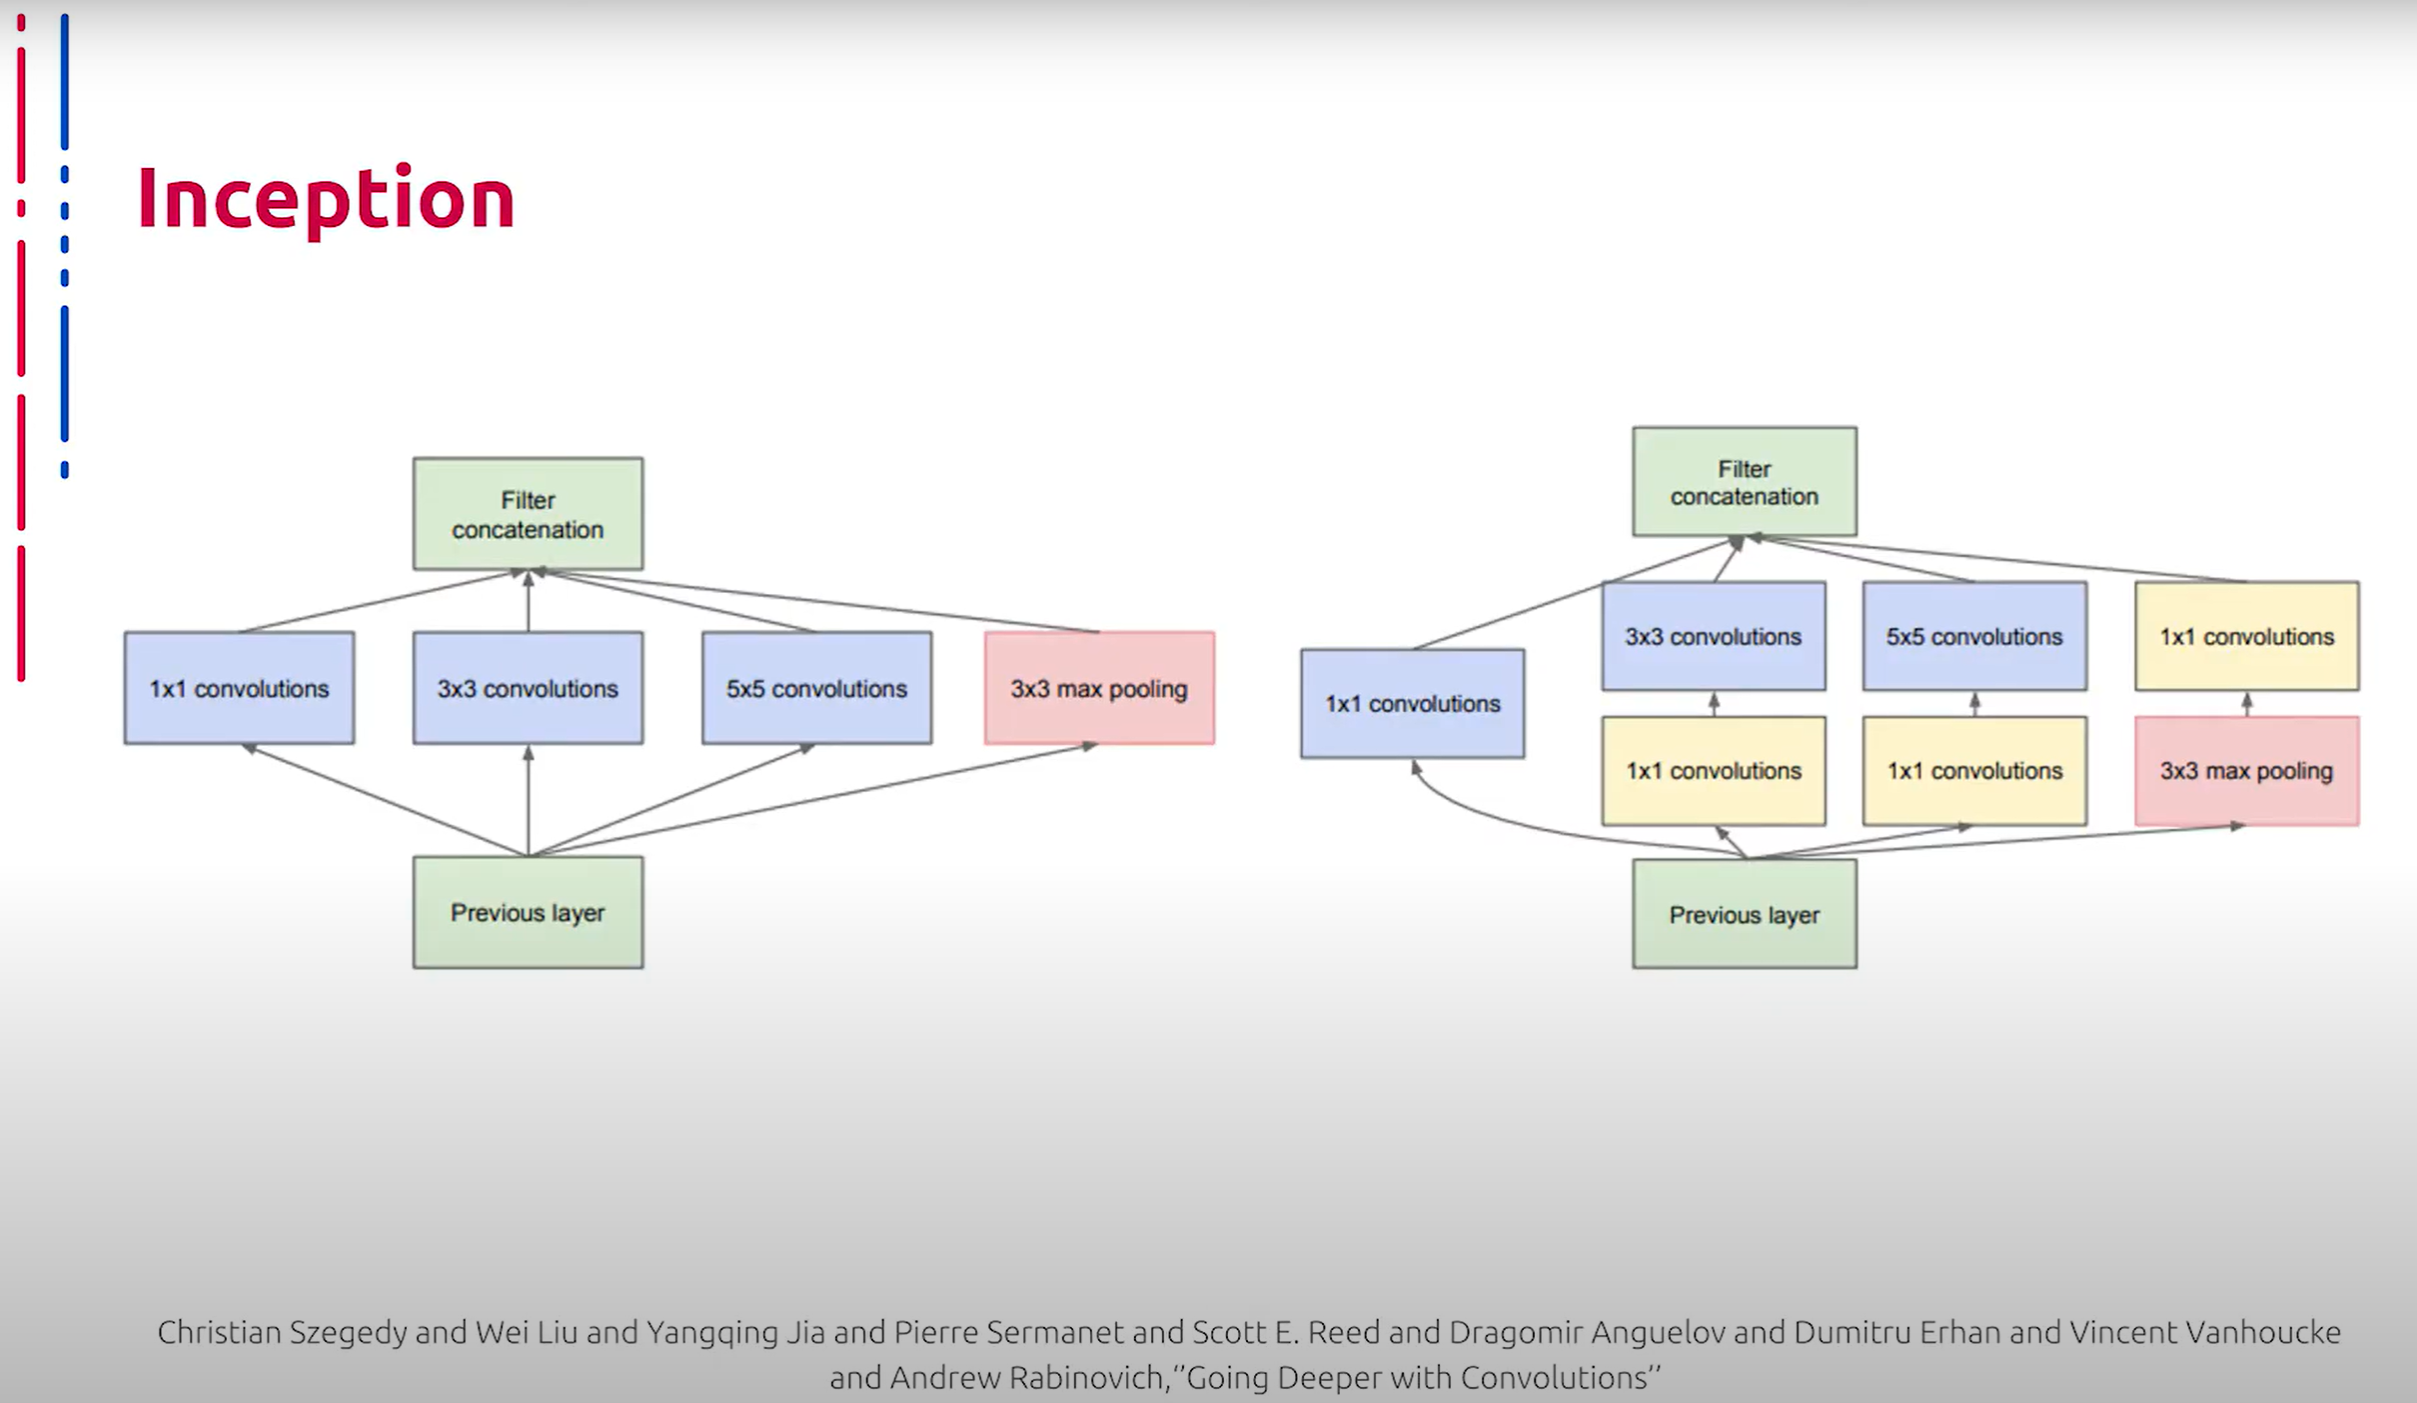 Inception
Filter
concatenation
1x1 convolutions
3x3 convolutions
5x5 convolutions
3x3 max pooling
Previous layer
Filter
concatenation
3x3 convolutions
5x5 convolutions
1x1 convolutions
1x1 convolutions
1x1 convolutions
1x1 convolutions
3x3 max pooling
Previous layer
Christian Szegedy and Wei Liu and Yangqing Jia and Pierre Sermanet and Scott E. Reed and Dragomir Anguelov and Dumitru Erhan and Vincent Vanhoucke
and Andrew Rabinovich,‘‘Going Deeper with Convolutions’’